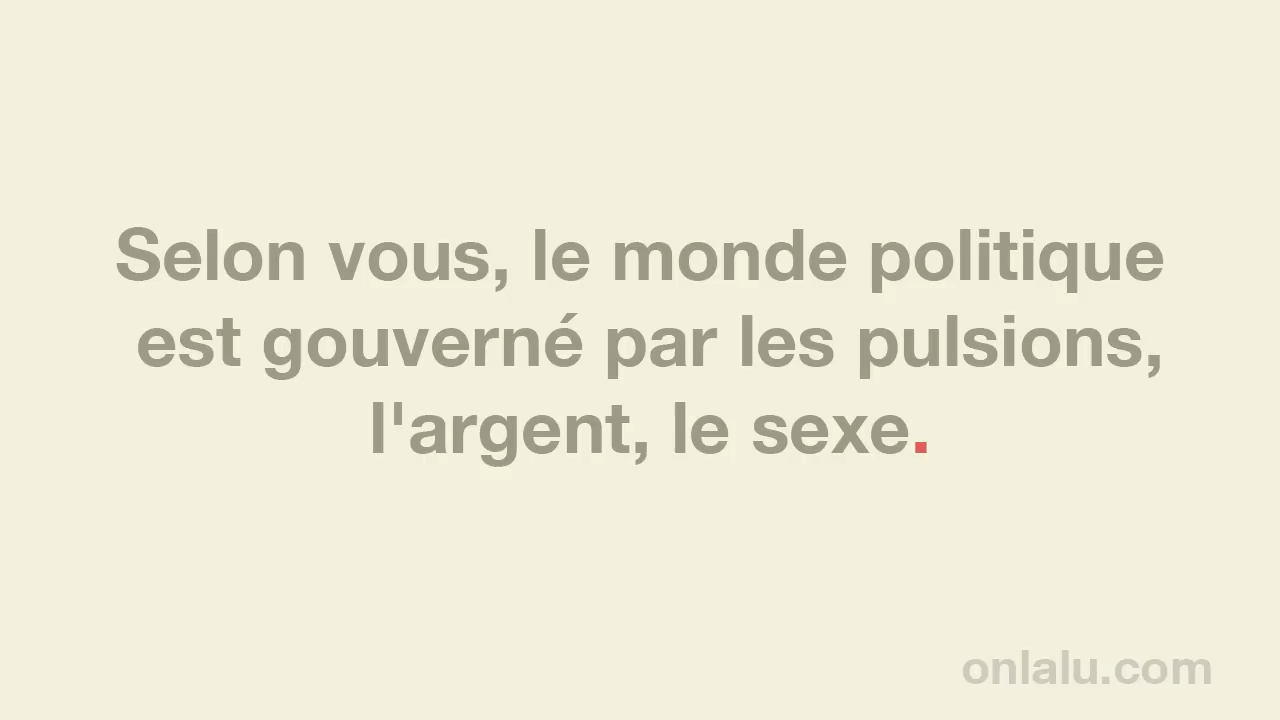 Selon vous, le monde politique
est gouverné par les pulsions,
l'argent, le sexe.
onlalu.com